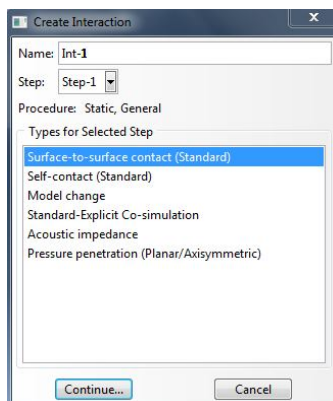 Create Interaction
X
Name: Int-1
Step: Step-1
Procedure: Static, General
Types for Selected Step
Surface-to-surface contact (Standard)
Self-contact (Standard)
Model change
Standard-Explicit Co-simulation
Acoustic impedance
Pressure penetration (Planar/Axisymmetric)
Continue... Cancel